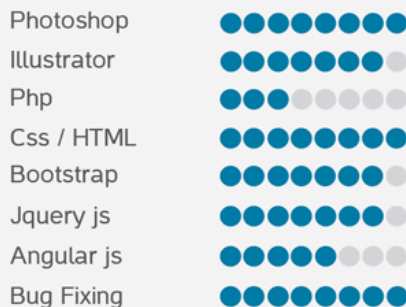 Photoshop
Illustrator
Php
Css / HTML
Bootstrap
Jquery js
Angular js
Bug Fixing